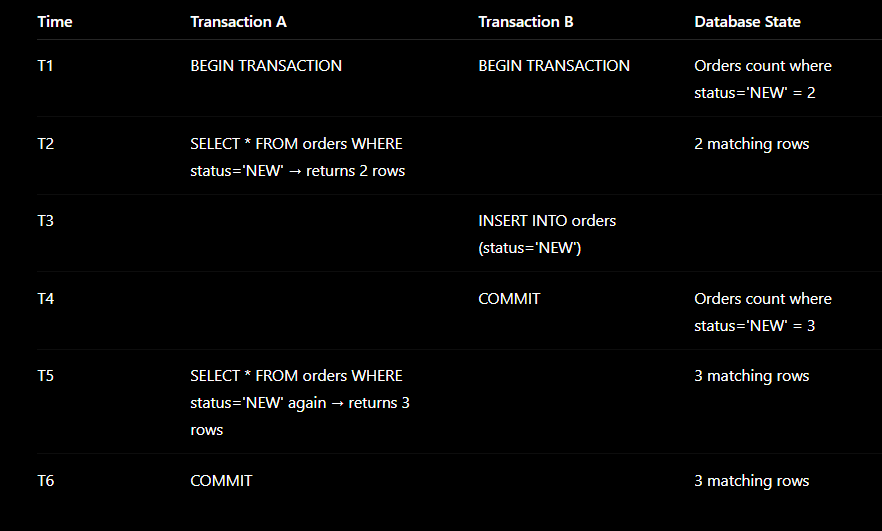 Time Transaction A Transaction B Database State
T1 BEGIN TRANSACTION BEGIN TRANSACTION Orders count where
status='NEW' = 2
T2 SELECT * FROM orders WHERE 2 matching rows
status='NEW' → returns 2 rows
T3 INSERT INTO orders
(status='NEW')
T4 COMMIT Orders count where
status='NEW' = 3
T5 SELECT * FROM orders WHERE 3 matching rows
status='NEW' again → returns 3
rows
T6 COMMIT 3 matching rows